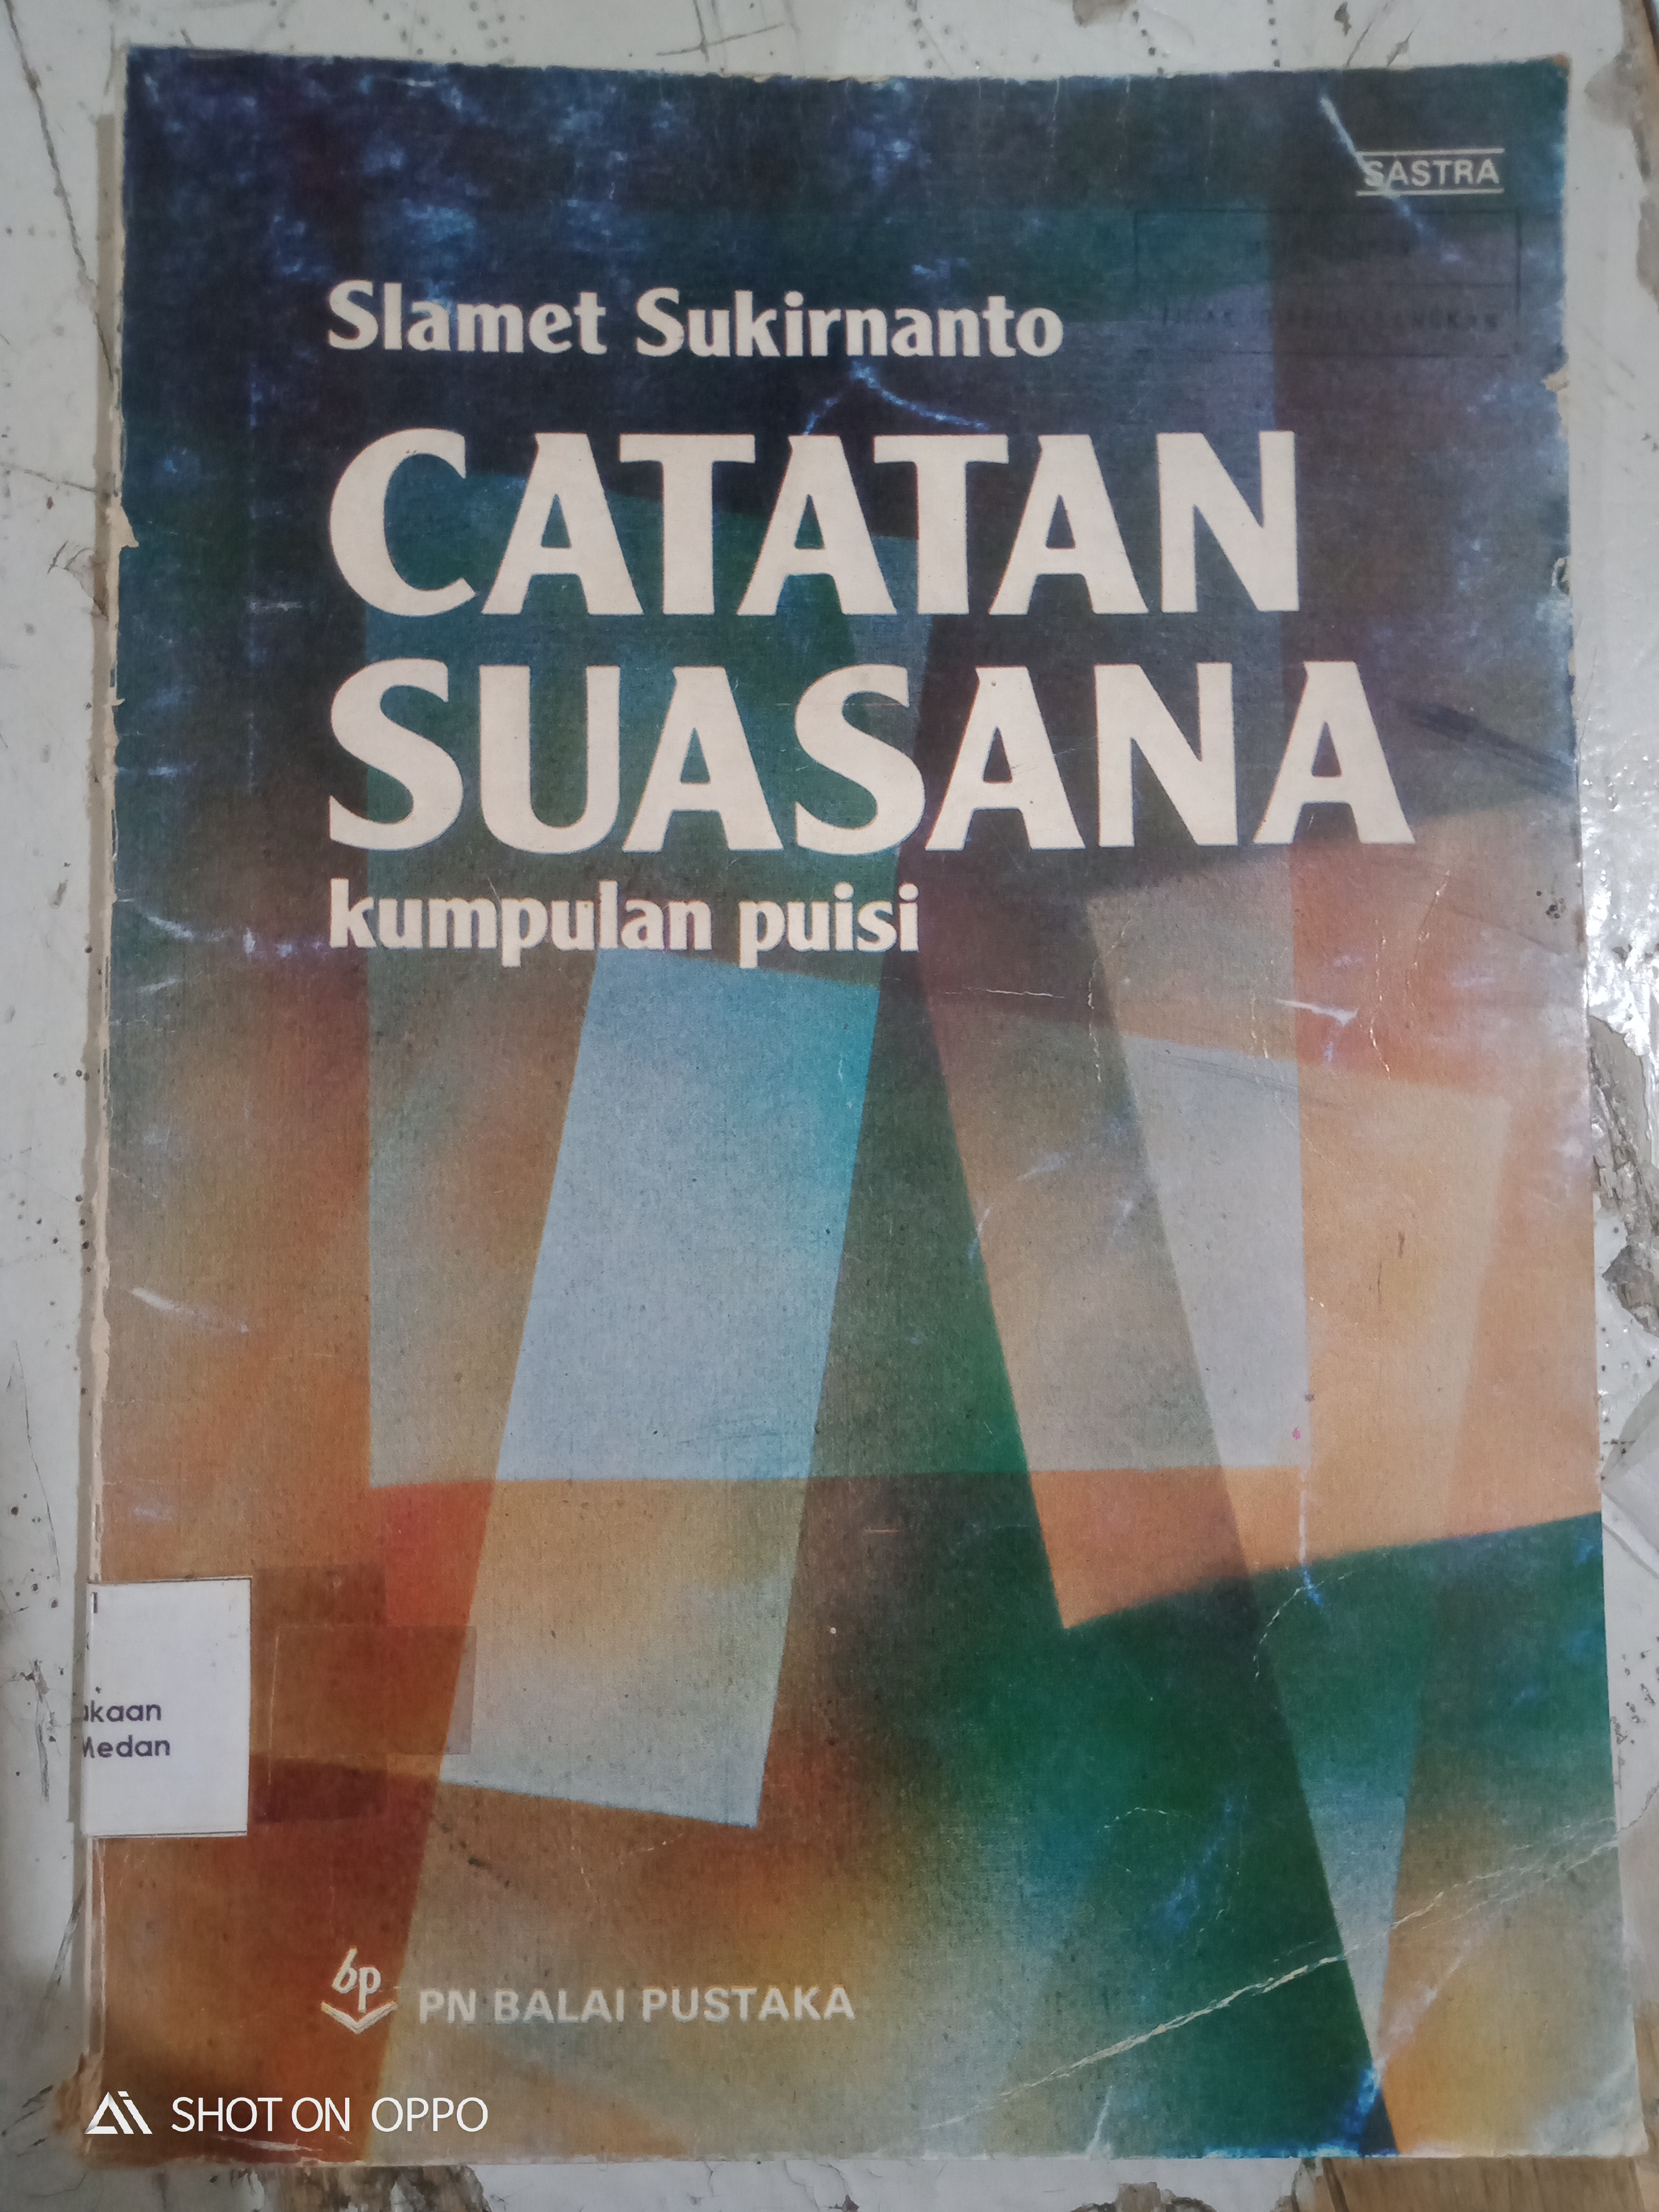 SASTRA
Slamet Sukirnanto
CATATAN
SUASANA
kumpulan puisi
akaan
Medan
bp PN BALAI PUSTAKA
SHOT ON OPPO